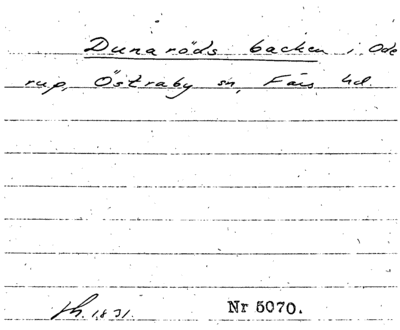 Dunaröds backen i Ode
rup, Östraby sn, Färs hd.
1831. Nr 5070.